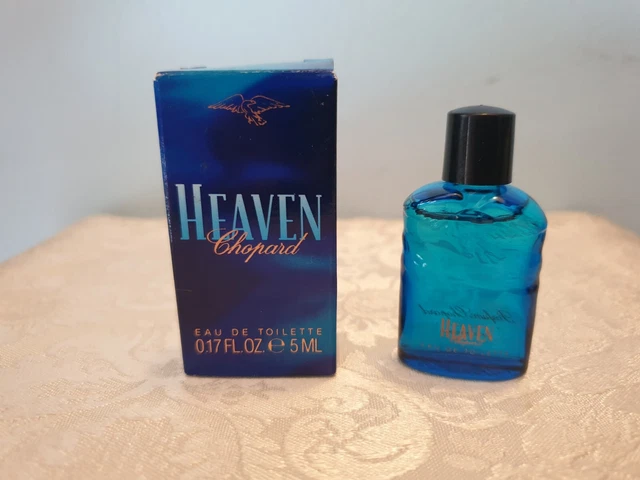 HEAVEN
Chopard
EAU DE TOILETTE
0.17 FL.OZ. ℮ 5 ML
HEAVEN